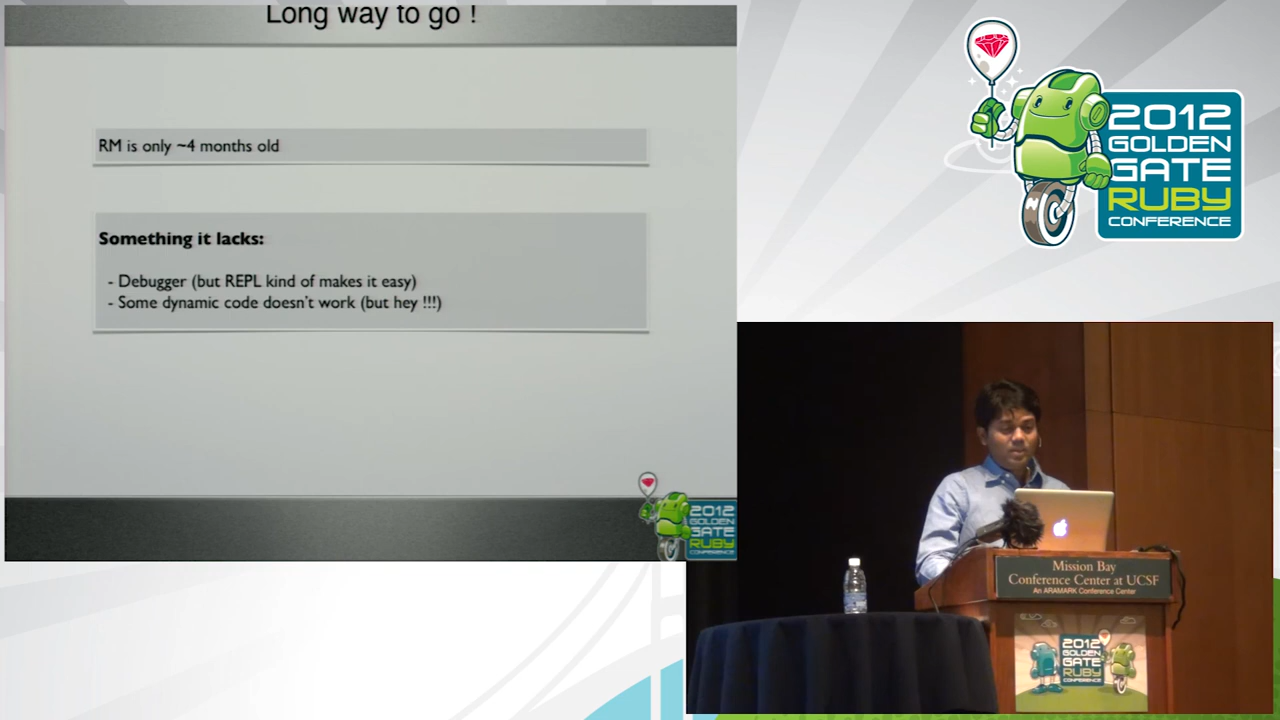 Long way to go !
RM is only ~4 months old
Something it lacks:
- Debugger (but REPL kind of makes it easy)
- Some dynamic code doesn't work (but hey !!!)
2012
GOLDEN
GATE
RUBY
CONFERENCE
2012
GOLDEN
GATE
RUBY
CONFERENCE
Mission Bay
Conference Center at UCSF
An ARAMARK Conference Center
2012
GOLDEN
GATE
RUBY
CONFERENCE